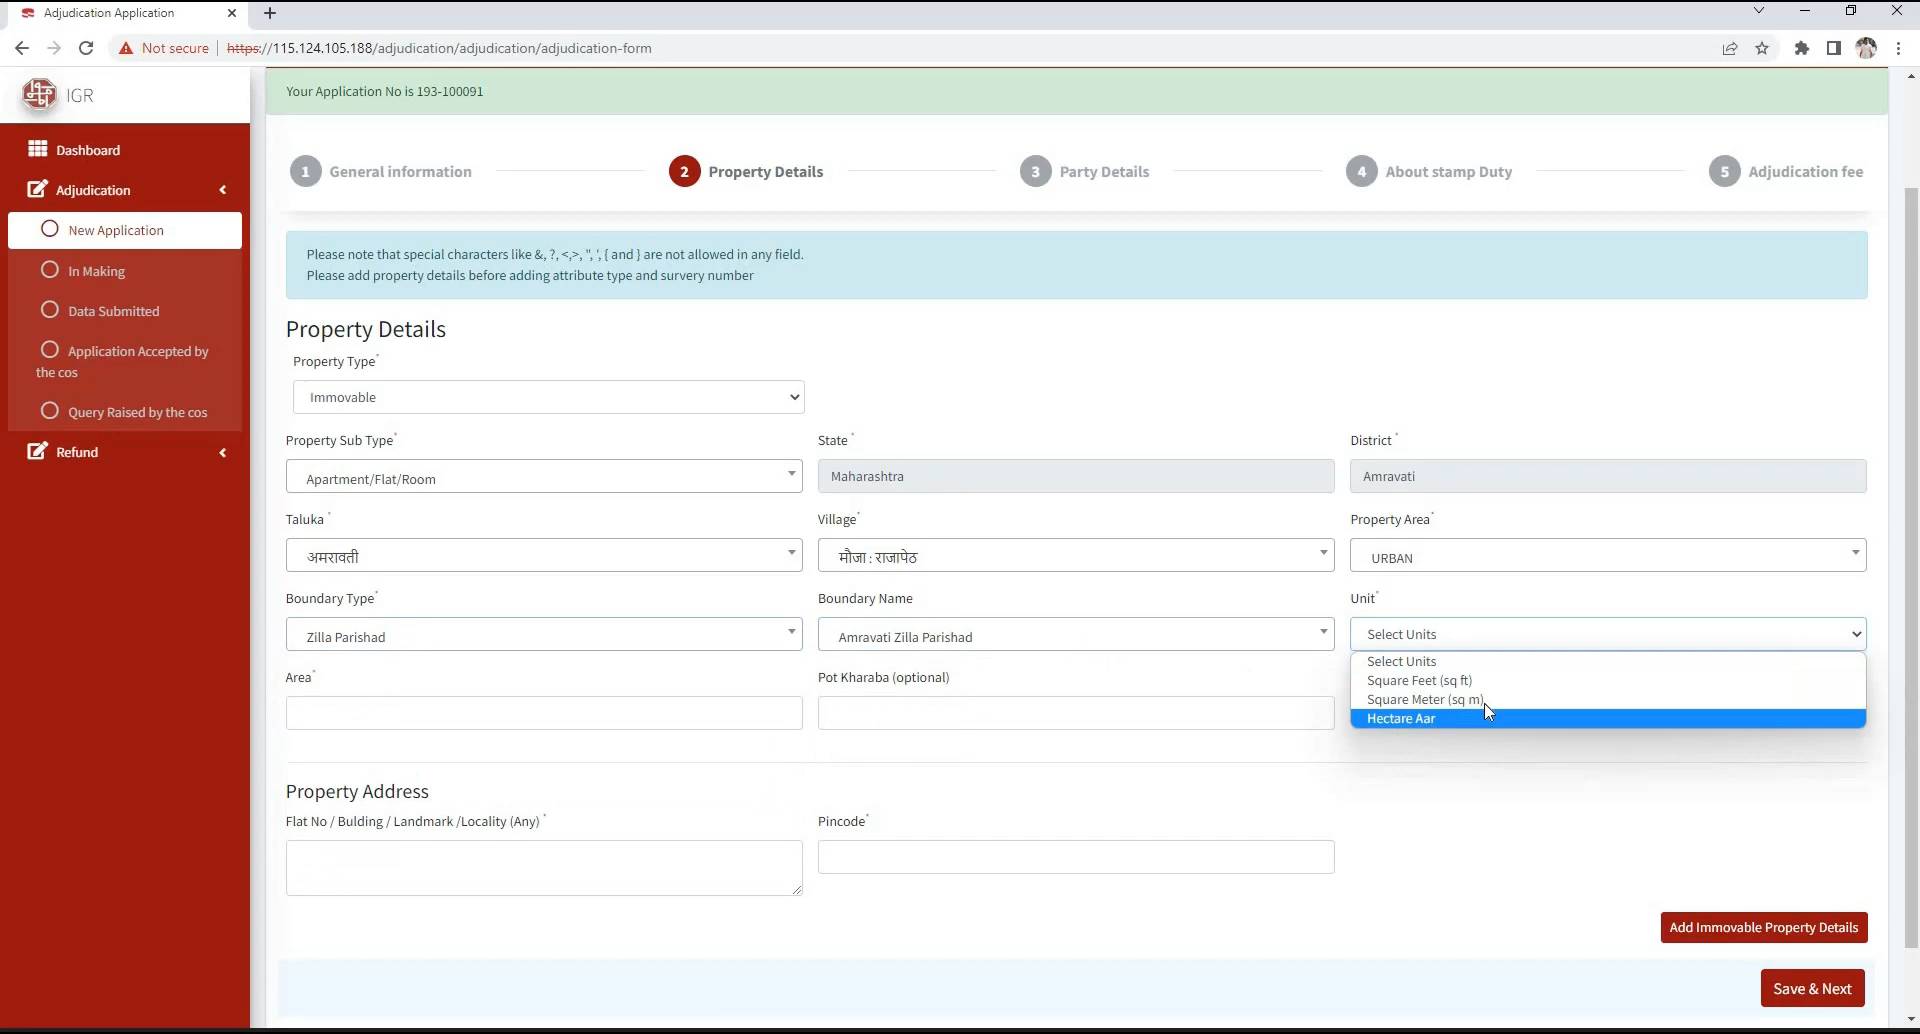 Adjudication Application
Not secure https://115.124.105.188/adjudication/adjudication/adjudication-form
IGR
Dashboard
Adjudication
New Application
In Making
Data Submitted
Application Accepted by
the cos
Query Raised by the cos
Refund
Your Application No is 193-100091
1 General information
2 Property Details
3 Party Details
4 About stamp Duty
5 Adjudication fee
Please note that special characters like &, ?, <,>, ", ', { and } are not allowed in any field.
Please add property details before adding attribute type and survery number
Property Details
Property Type*
Immovable
Property Sub Type*
Apartment/Flat/Room
State *
Maharashtra
District *
Amravati
Taluka *
अमरावती
Village*
मौजा : राजापेठ
Property Area*
URBAN
Boundary Type*
Zilla Parishad
Boundary Name
Amravati Zilla Parishad
Unit*
Select Units
Select Units
Square Feet (sq ft)
Square Meter (sq m)
Hectare Aar
Area*
Pot Kharaba (optional)
Property Address
Flat No / Bulding / Landmark /Locality (Any) *
Pincode*
Add Immovable Property Details
Save & Next